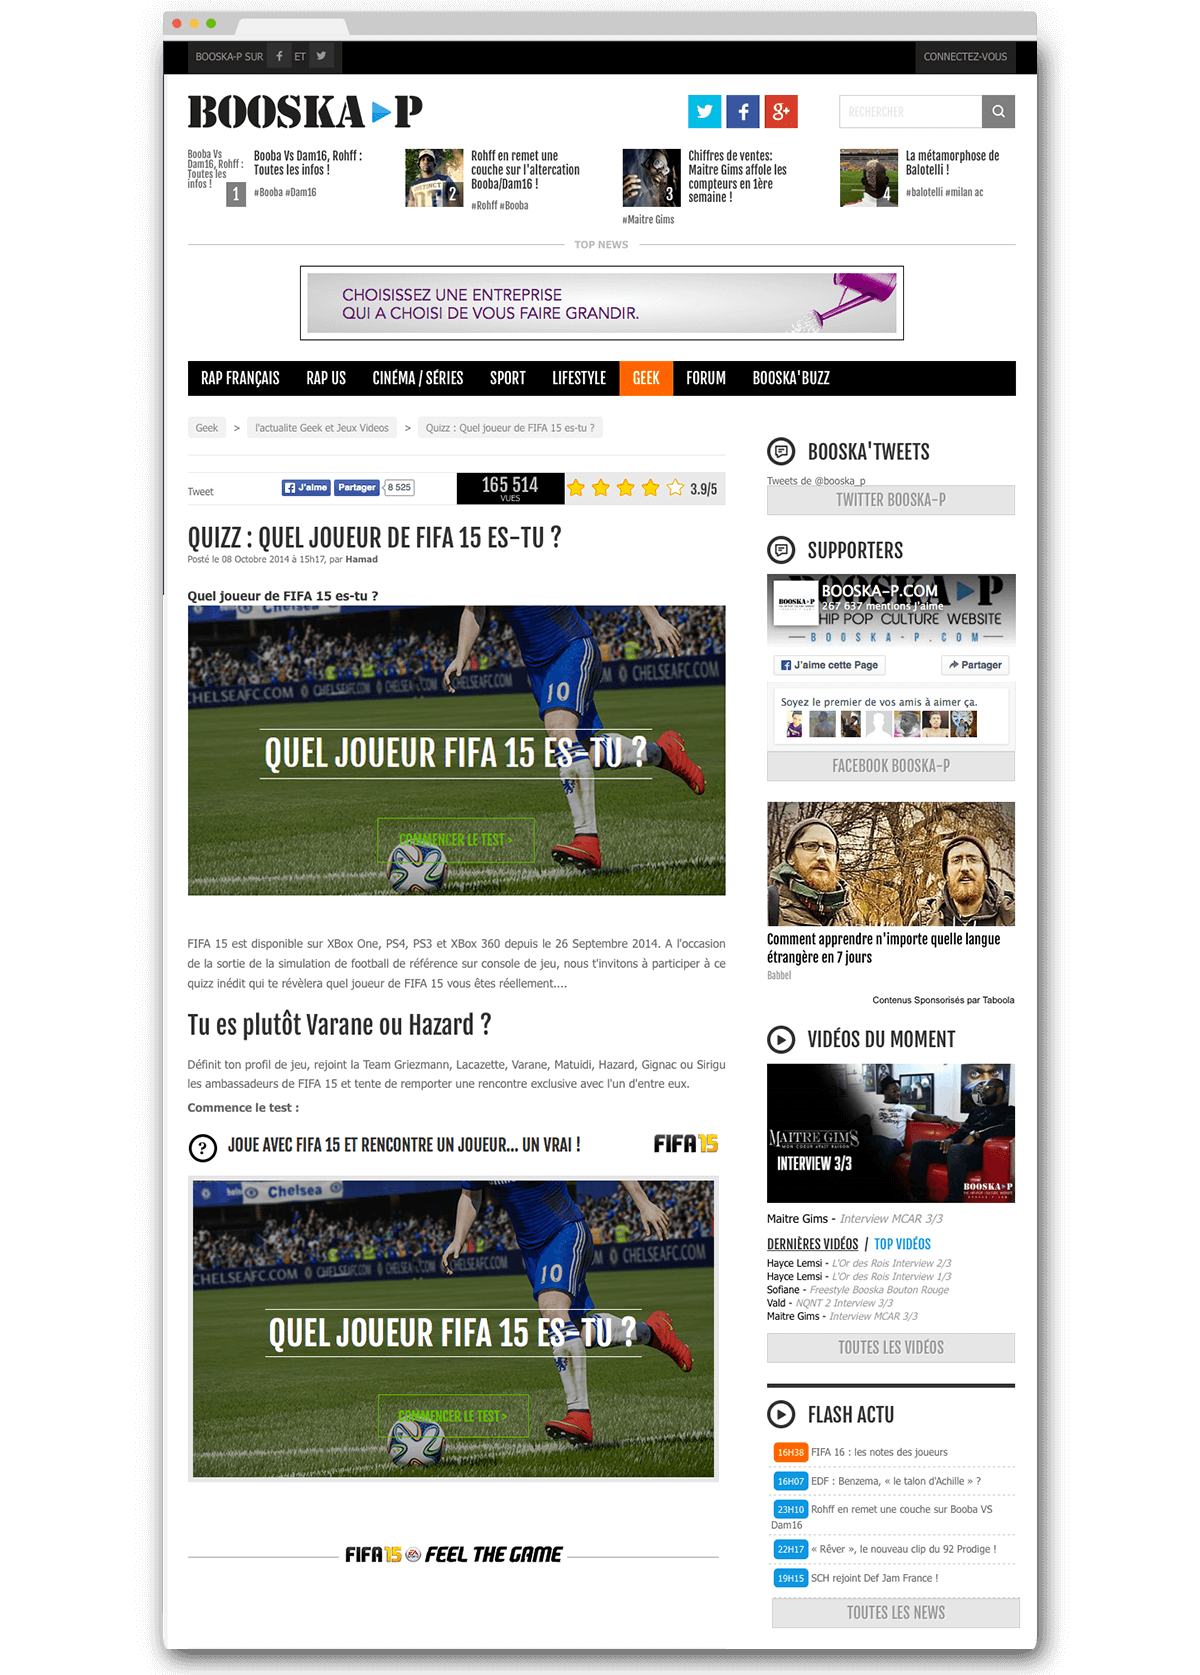 BOOSKA-P SUR ET
CONNECTEZ-VOUS
BOOSKA P
RECHERCHER
Booba Vs
Dam16, Rohff :
Toutes les
infos !
1
Booba Vs Dam16, Rohff :
Toutes les infos !
#Booba #Dam16
2
Rohff en remet une
couche sur l'altercation
Booba/Dam16 !
#Rohff #Booba
3
Chiffres de ventes:
Maitre Gims affole les
compteurs en 1ère
semaine !
#Maitre Gims
4
La métamorphose de
Balotelli !
#balotelli #milan ac
TOP NEWS
CHOISISSEZ UNE ENTREPRISE
QUI A CHOISI DE VOUS FAIRE GRANDIR.
RAP FRANÇAIS RAP US CINÉMA / SÉRIES SPORT LIFESTYLE GEEK FORUM BOOSKA'BUZZ
Geek > l'actualite Geek et Jeux Videos > Quizz : Quel joueur de FIFA 15 es-tu ?
Tweet J'aime Partager 8 525
165 514
VUES
3.9/5
QUIZZ : QUEL JOUEUR DE FIFA 15 ES-TU ?
Posté le 08 Octobre 2014 à 15h17, par Hamad
Quel joueur de FIFA 15 es-tu ?
CHELSEAFC.COM CHELSEAFC.COM
10
QUEL JOUEUR FIFA 15 ES-TU ?
COMMENCER LE TEST >
FIFA 15 est disponible sur XBox One, PS4, PS3 et XBox 360 depuis le 26 Septembre 2014. A l'occasion
de la sortie de la simulation de football de référence sur console de jeu, nous t'invitons à participer à ce
quizz inédit qui te révèlera quel joueur de FIFA 15 vous êtes réellement....
Tu es plutôt Varane ou Hazard ?
Définit ton profil de jeu, rejoint la Team Griezmann, Lacazette, Varane, Matuidi, Hazard, Gignac ou Sirigu
les ambassadeurs de FIFA 15 et tente de remporter une rencontre exclusive avec l'un d'entre eux.
Commence le test :
? JOUE AVEC FIFA 15 ET RENCONTRE UN JOUEUR... UN VRAI !
FIFA 15
Chelsea
CHELSEAFC.COM CHELSEAFC.COM
10
QUEL JOUEUR FIFA 15 ES-TU ?
COMMENCER LE TEST >
FIFA 15 EA FEEL THE GAME
BOOSKA'TWEETS
Tweets de @booska_p
TWITTER BOOSKA-P
SUPPORTERS
BOOSKA-P
BOOSKA-P.COM
267 637 mentions J'aime
HIP POP CULTURE WEBSITE
BOOSKA-P.COM
J'aime cette Page
Partager
Soyez le premier de vos amis à aimer ça.
FACEBOOK BOOSKA-P
Comment apprendre n'importe quelle langue
étrangère en 7 jours
Babbel
Contenus Sponsorisés par Taboola
VIDÉOS DU MOMENT
MAITRE GIMS
MON COEUR AVAIT RAISON
INTERVIEW 3/3
BOOSKA P
Maitre Gims - Interview MCAR 3/3
DERNIÈRES VIDÉOS / TOP VIDÉOS
Hayce Lemsi - L'Or des Rois Interview 2/3
Hayce Lemsi - L'Or des Rois Interview 1/3
Sofiane - Freestyle Booska Bouton Rouge
Vald - NQNT 2 Interview 3/3
Maitre Gims - Interview MCAR 3/3
TOUTES LES VIDÉOS
FLASH ACTU
16H38 FIFA 16 : les notes des joueurs
16H07 EDF : Benzema, « le talon d'Achille » ?
23H10 Rohff en remet une couche sur Booba VS
Dam16
22H17 « Rêver », le nouveau clip du 92 Prodige !
19H15 SCH rejoint Def Jam France !
TOUTES LES NEWS